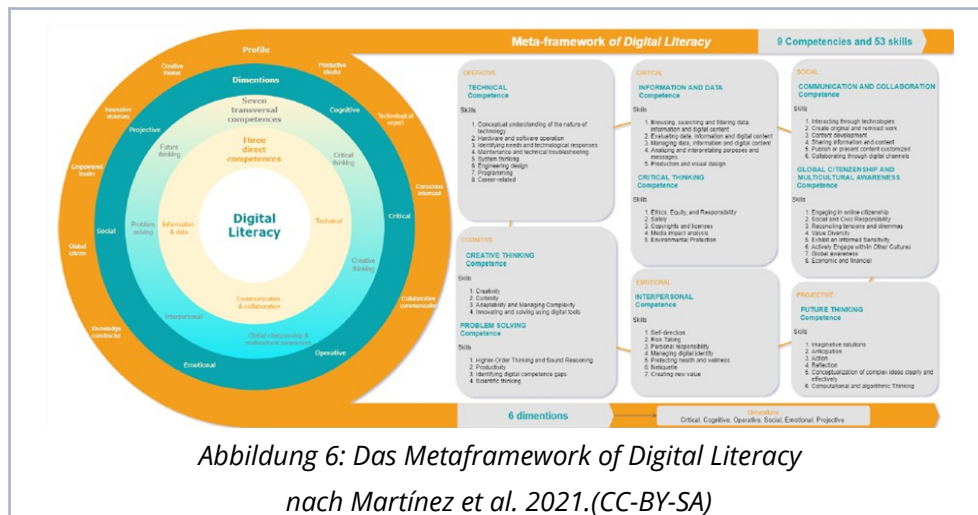 Profile
Creative thinker
Productive
Innovative visionary
Technological expert
Empowered leader
Conscious
Global citizen
Collaborative communicator
Knowledge constructor
Dimentions
Projective
Cognitive
Social
Critical
Emotional
Operative
Seven transversal competences
Future thinking
Critical thinking
Problem solving
Creative thinking
Interpersonal
Global citizenship & multicultural awareness
Three direct competences
Information & data
Technical
Communication & collaboration
Digital Literacy
Meta-framework of Digital Literacy
9 Competencies and 53 skills
OPERATIVE
TECHNICAL
Competence
Skills
1. Conceptual understanding of the nature of
technology
2. Hardware and software operation
3. Identifying needs and technological responses
4. Maintenance and technical troubleshooting
5. System thinking
6. Engineering design
7. Programming
8. Career-related
CRITICAL
INFORMATION AND DATA
Competence
Skills
1. Browsing, searching and filtering data,
information and digital content
2. Evaluating data, information and digital content
3. Managing data, information and digital content
4. Analizing and interpretating purposes and
messages.
5. Production and visual design
CRITICAL THINKING
Competence
1. Ethics, Equity, and Responsibility
2. Safety
3. Copyrights and licenses
4. Media impact analysis
5. Environmental Protection
SOCIAL
COMMUNICATION AND COLLABORATION
Competence
Skills
1. Interacting through technologies
2. Create original and remixed work
3. Content development
4. Sharing information and content
5. Publish or present content customized
6. Collaborating through digital channels
GLOBAL CITENZENSHIP AND
MULTICULTURAL AWARENESS
Competence
1. Engaging in online citizenship
2. Social and Civic Responsibility
3. Reconciling tensions and dilemmas
4. Value Diversity
5. Exhibit an Informed Sensitivity
6. Actively Engage within Other Cultures
7. Global awareness
8. Economic and financial
COGNITIVE
CREATIVE THINKING
Competence
Skills
1. Creativity
2. Curiosity
3. Adaptability and Managing Complexity
4. Innovating and solving using digital tools
PROBLEM SOLVING
Competence
Skills
1. Higher-Order Thinking and Sound Reasoning
2. Productivity
3. Identifying digital competence gaps
4. Scientific thinking
EMOTIONAL
INTERPERSONAL
Competence
Skills
1. Self-direction
2. Risk Taking
3. Personal responsibility
4. Managing digital identity
5. Protecting health and wellness
6. Netiquette
7. Creating new value
PROJECTIVE
FUTURE THINKING
Competence
Skills
1. Imaginative solutions
2. Anticipation
3. Action
4. Reflection
5. Conceptualization of complex ideas clearly and
effectively
6. Computational and algorithmic Thinking
6 dimentions
Dimentions
Critical, Cognitive, Operative, Social, Emotional, Projective
Abbildung 6: Das Metaframework of Digital Literacy
nach Martínez et al. 2021.(CC-BY-SA)